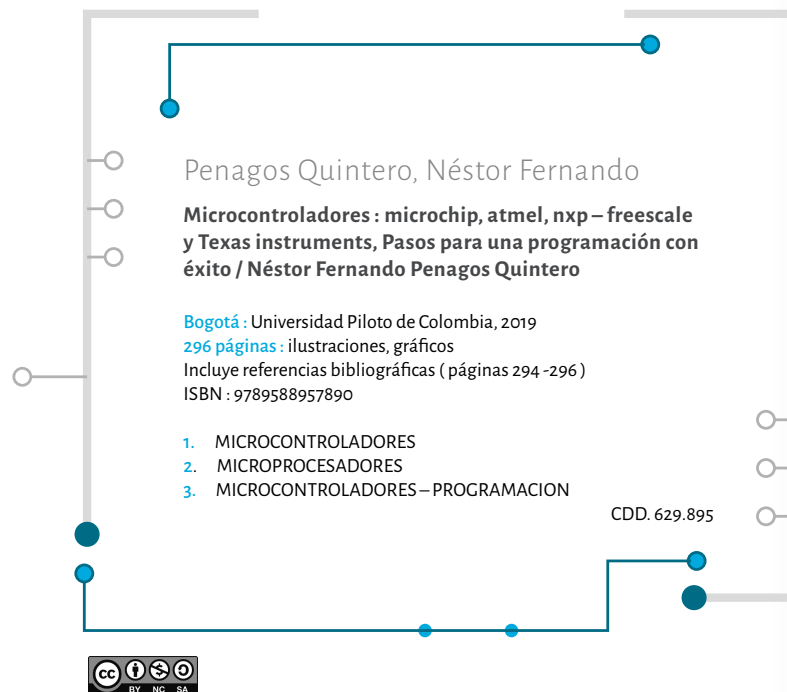 Penagos Quintero, Néstor Fernando
Microcontroladores : microchip, atmel, nxp – freescale
y Texas instruments, Pasos para una programación con
éxito / Néstor Fernando Penagos Quintero
Bogotá : Universidad Piloto de Colombia, 2019
296 páginas : ilustraciones, gráficos
Incluye referencias bibliográficas ( páginas 294 -296 )
ISBN : 9789588957890
1. MICROCONTROLADORES
2. MICROPROCESADORES
3. MICROCONTROLADORES – PROGRAMACION
CDD. 629.895
cc
BY NC SA